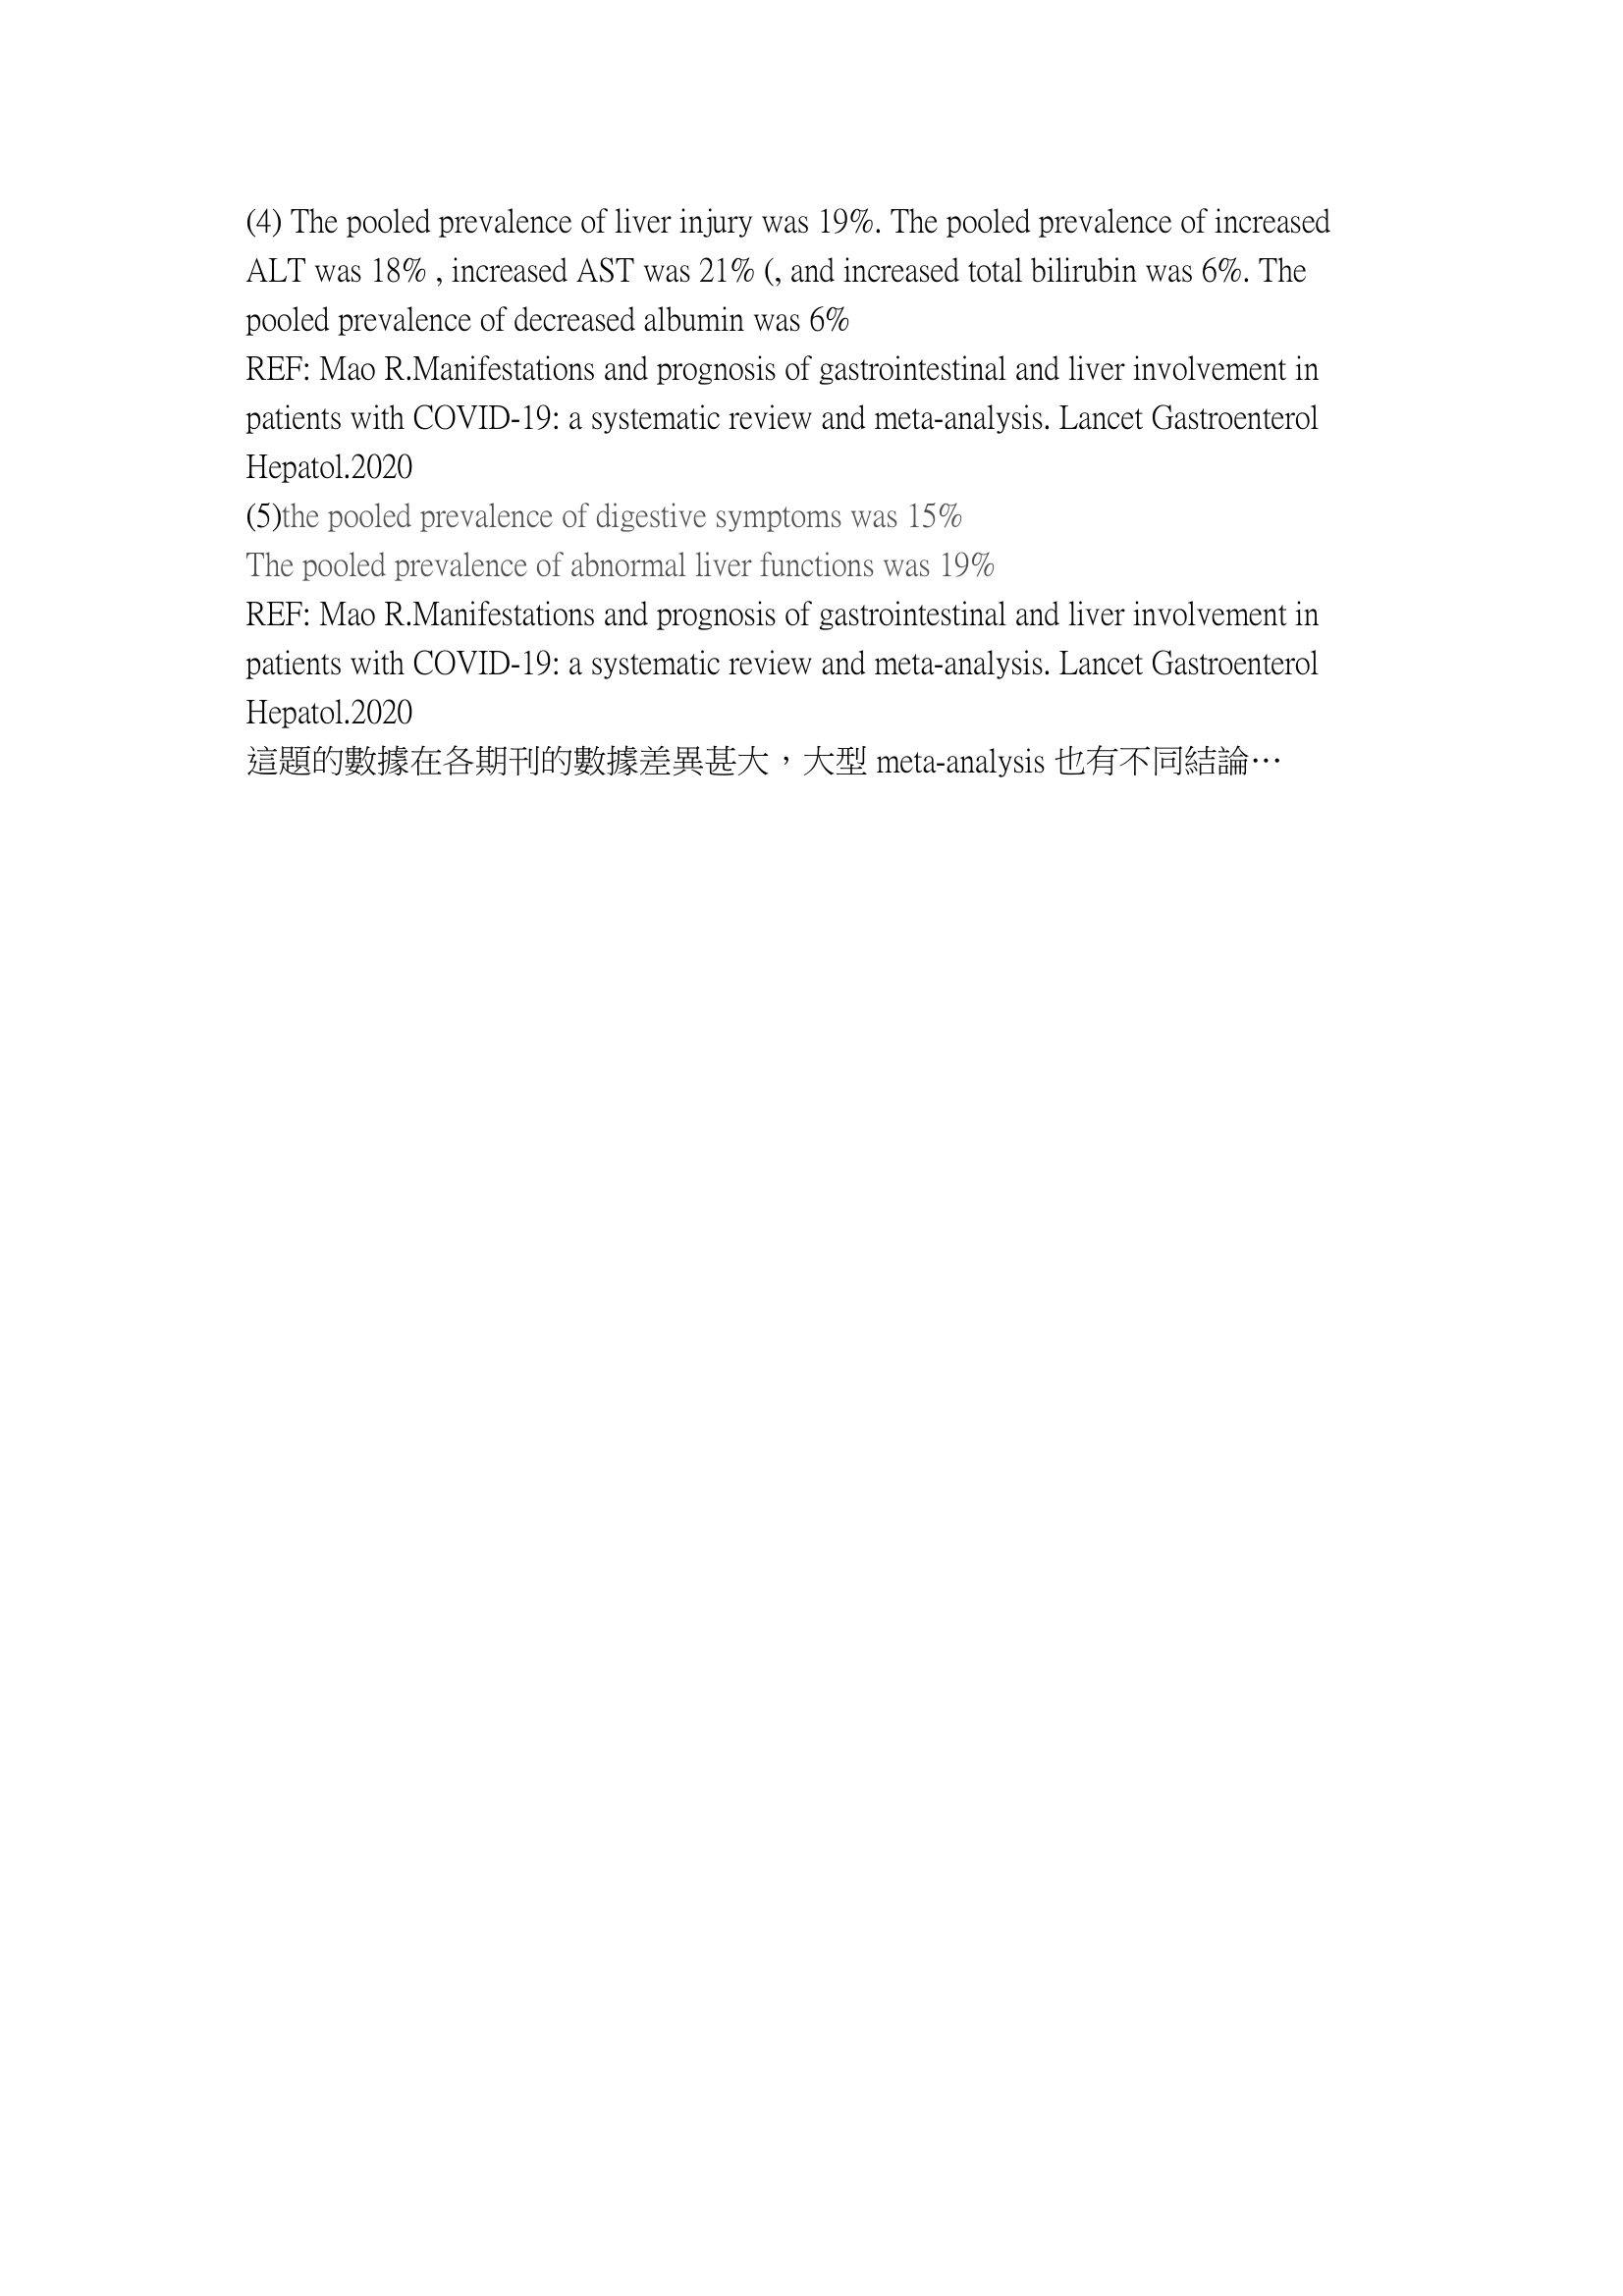 (4) The pooled prevalence of liver injury was 19%. The pooled prevalence of increased
ALT was 18% , increased AST was 21% (, and increased total bilirubin was 6%. The
pooled prevalence of decreased albumin was 6%
REF: Mao R.Manifestations and prognosis of gastrointestinal and liver involvement in
patients with COVID-19: a systematic review and meta-analysis. Lancet Gastroenterol
Hepatol.2020
(5)the pooled prevalence of digestive symptoms was 15%
The pooled prevalence of abnormal liver functions was 19%
REF: Mao R.Manifestations and prognosis of gastrointestinal and liver involvement in
patients with COVID-19: a systematic review and meta-analysis. Lancet Gastroenterol
Hepatol.2020
這題的數據在各期刊的數據差異甚大，大型 meta-analysis 也有不同結論…